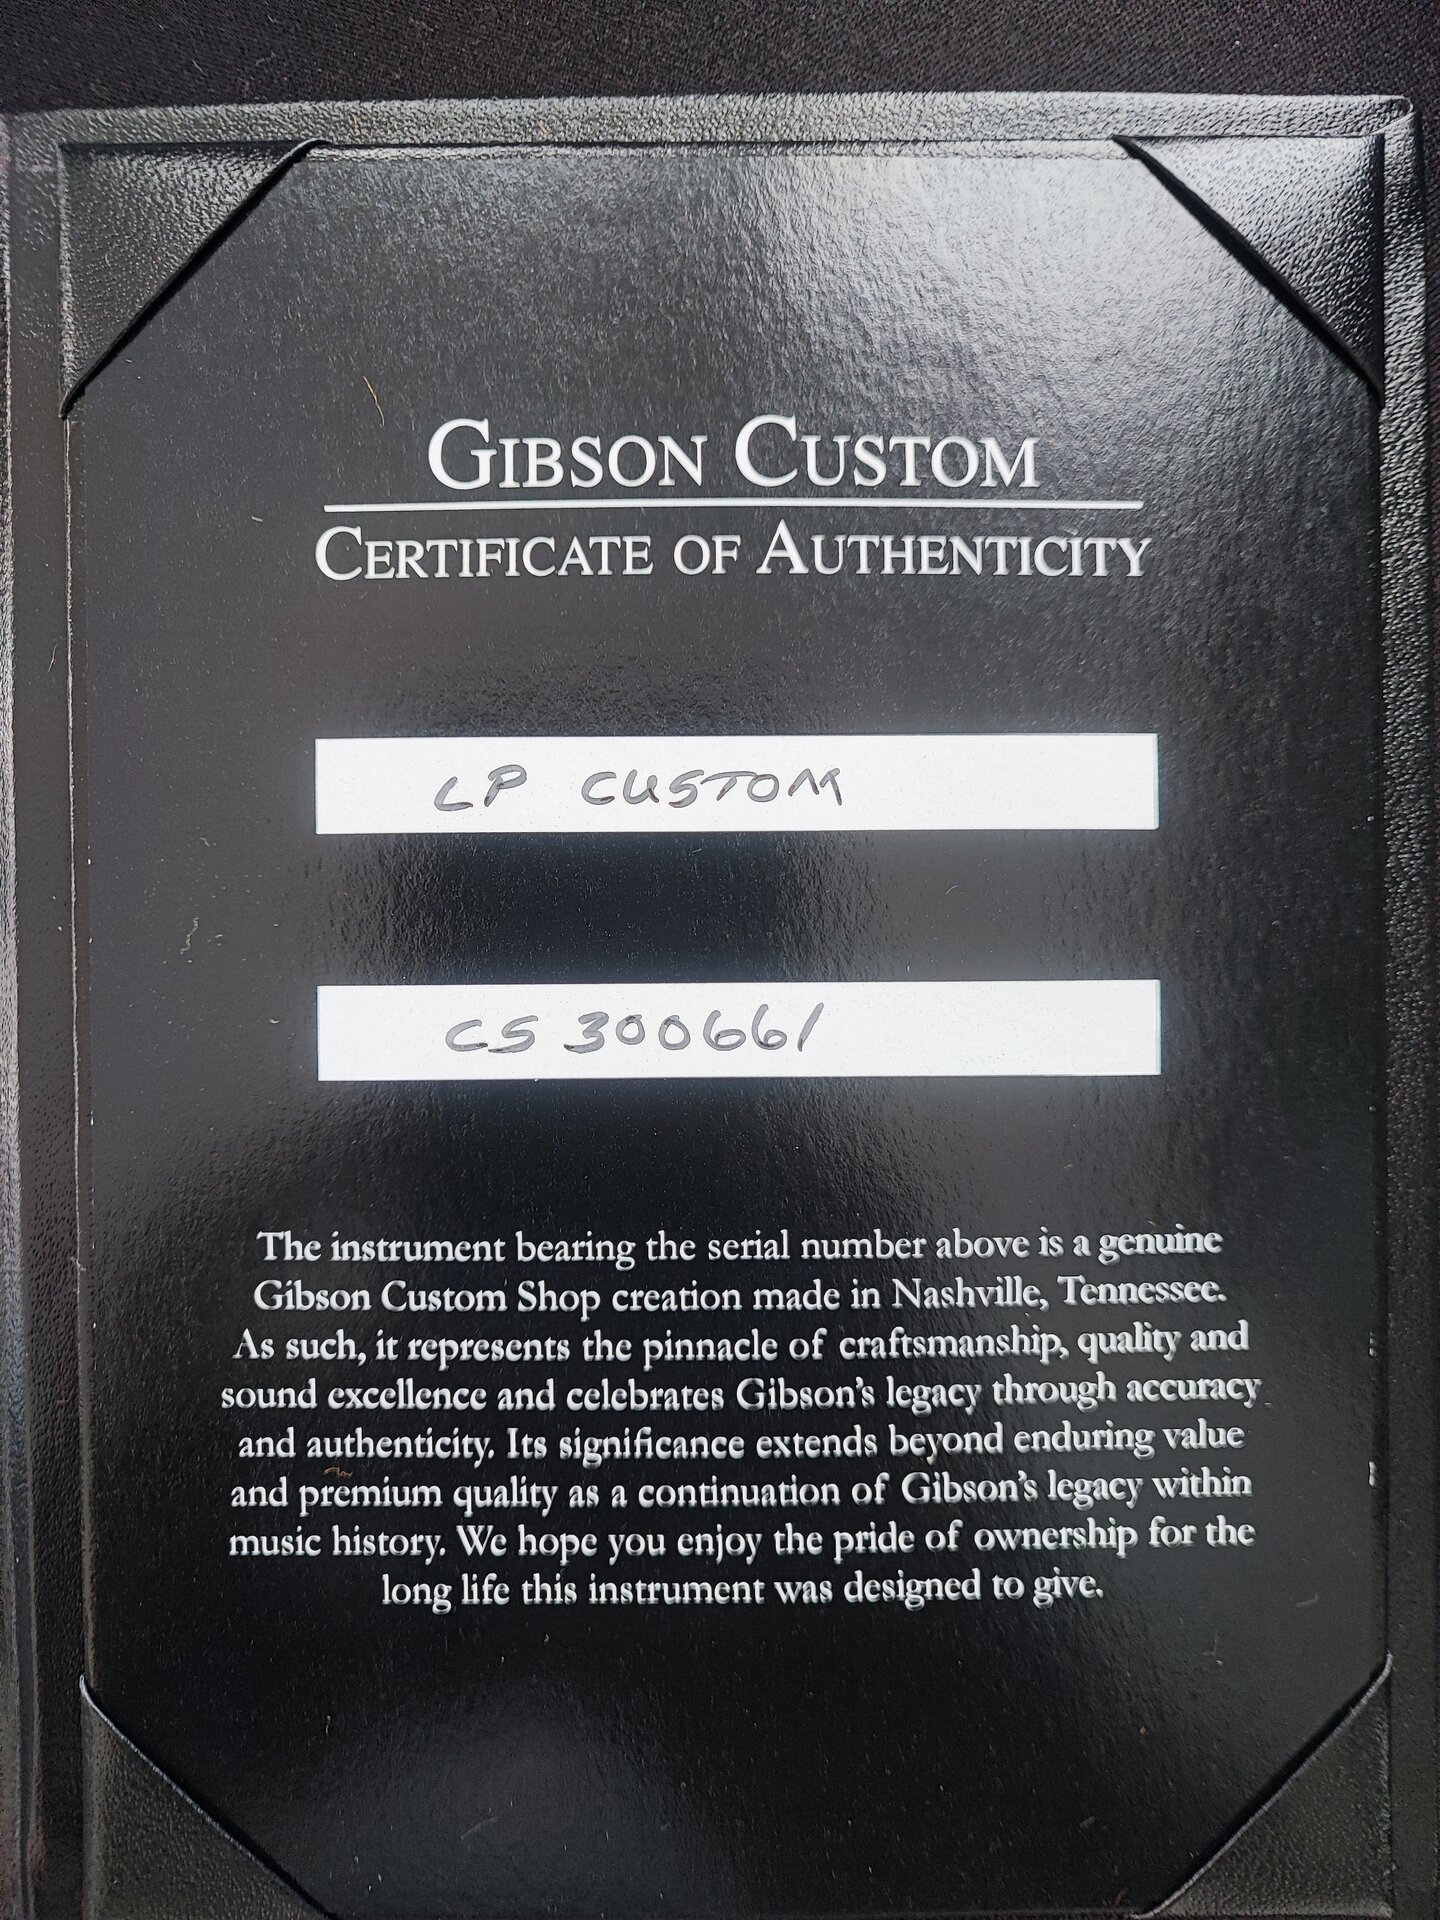 GIBSON CUSTOM
CERTIFICATE OF AUTHENTICITY
LP CUSTOM
CS 300661
The instrument bearing the serial number above is a genuine
Gibson Custom Shop creation made in Nashville, Tennessee.
As such, it represents the pinnacle of craftsmanship, quality and
sound excellence and celebrates Gibson's legacy through accuracy
and authenticity. Its significance extends beyond enduring value
and premium quality as a continuation of Gibson's legacy within
music history. We hope you enjoy the pride of ownership for the
long life this instrument was designed to give.